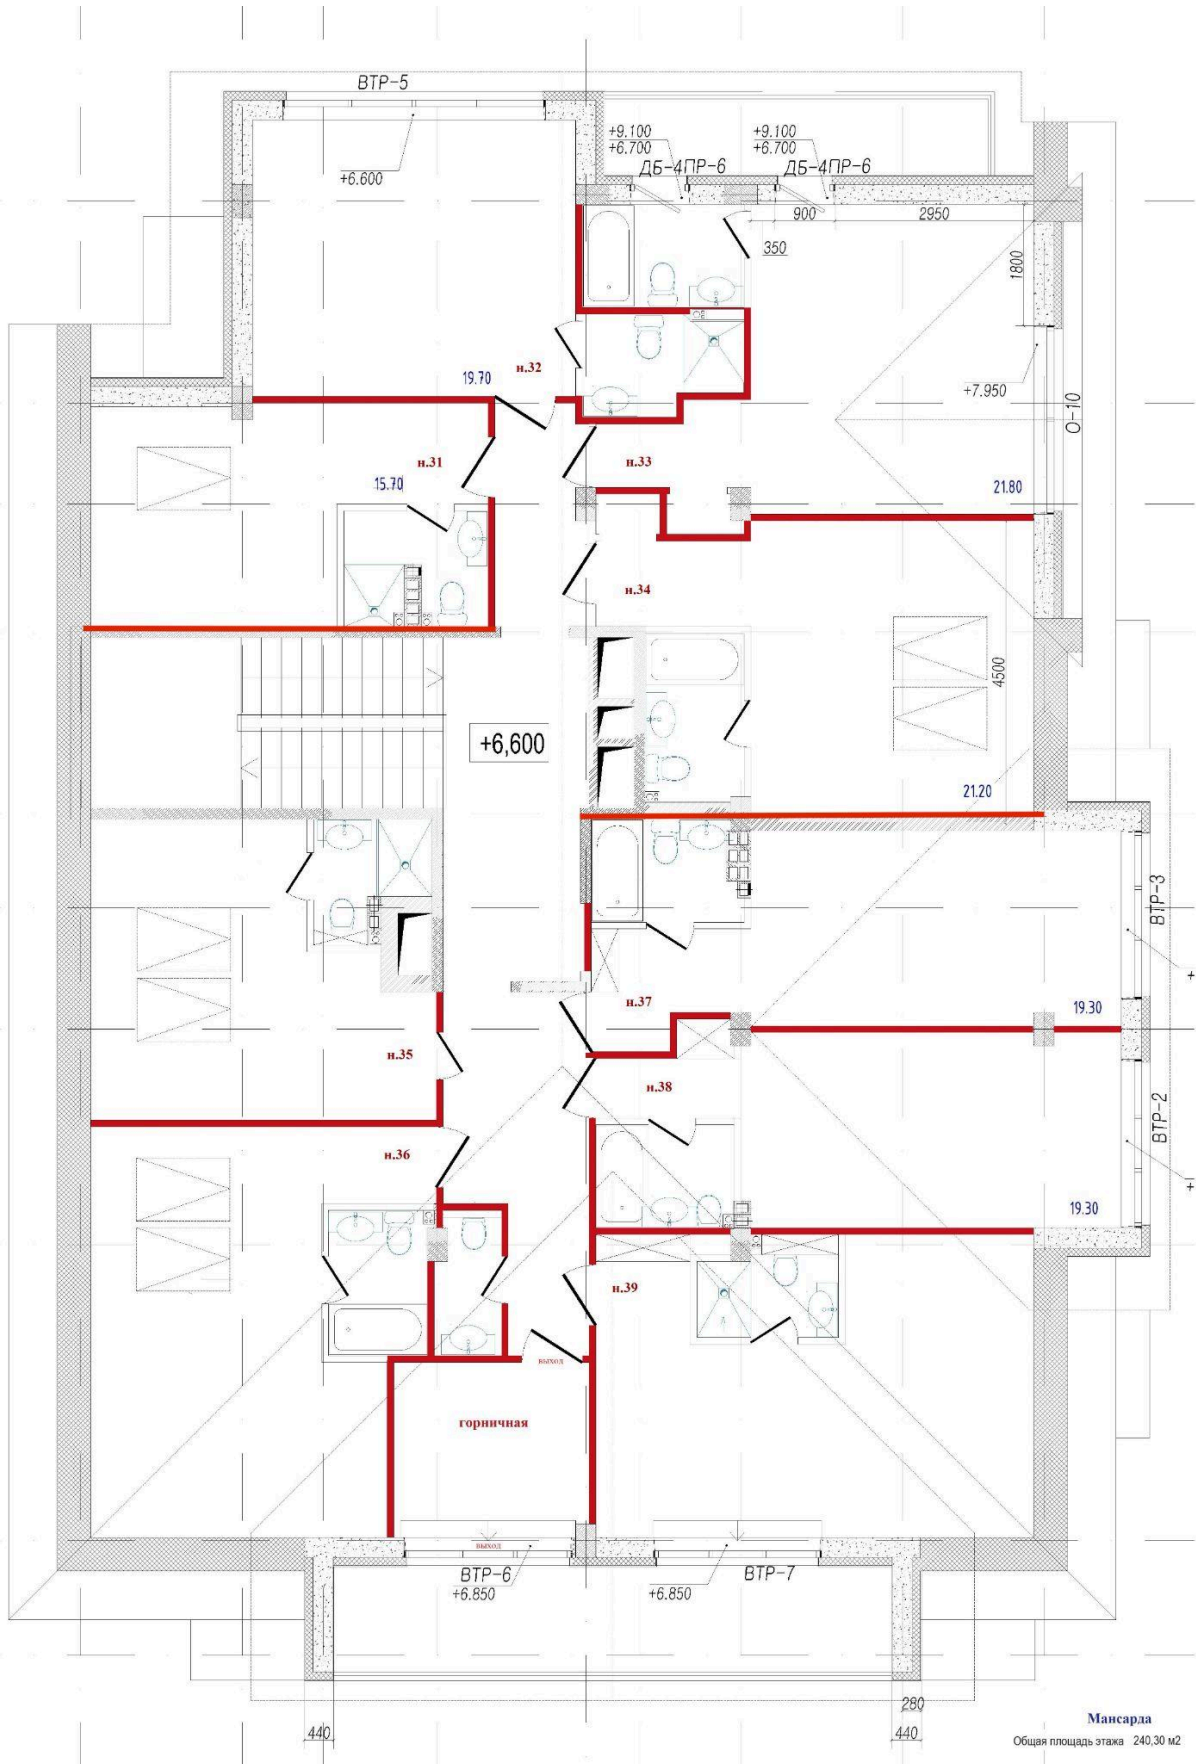 ВТР-5
+6.600
+9.100
+6.700
ДБ-4ПР-6
+9.100
+6.700
ДБ-4ПР-6
900
2950
350
1800
+7.950
О-10
19.70
н.32
н.31
15.70
н.33
21.80
н.34
4500
+6,600
21.20
ВТР-3
+
н.37
19.30
н.35
н.38
ВТР-2
н.36
19.30
н.39
выход
горничная
выход
ВТР-6
+6.850
+6.850
ВТР-7
440
280
440
Мансарда
Общая площадь этажа 240,30 м2